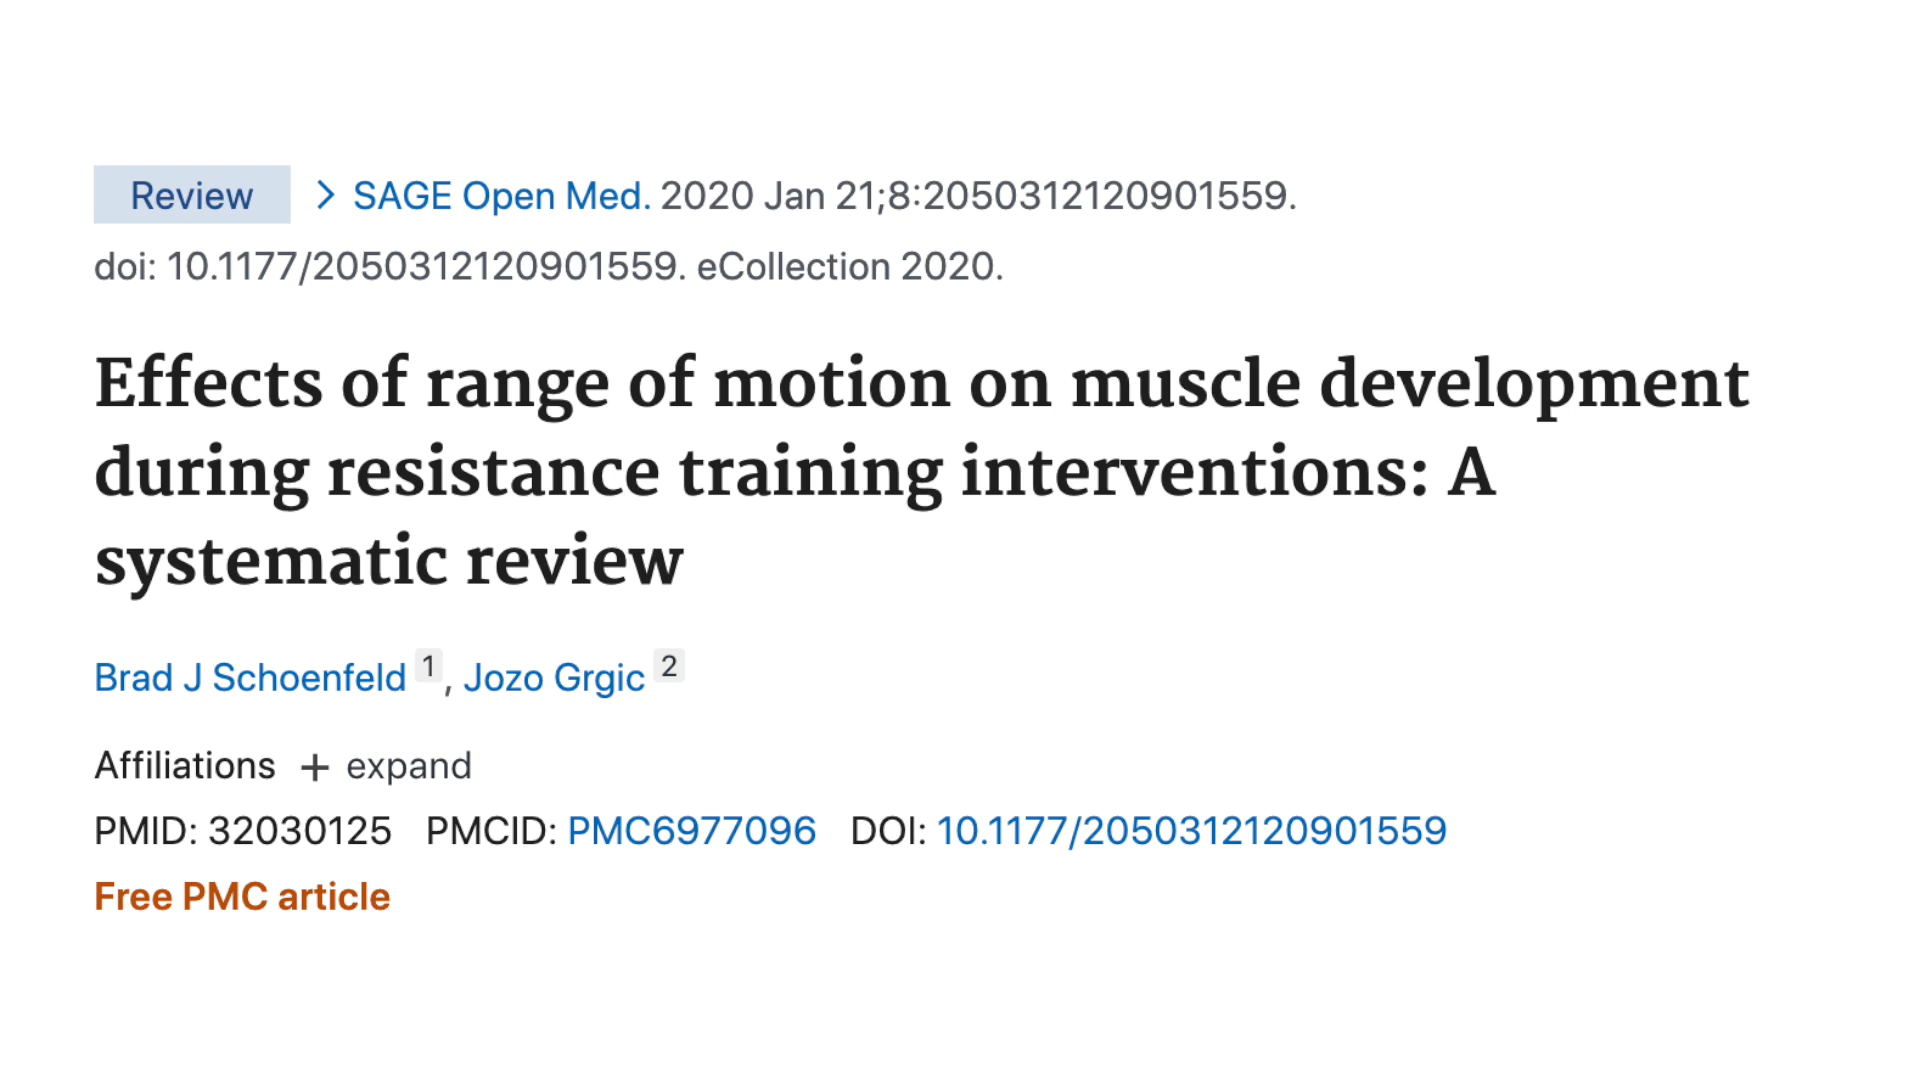 Review > SAGE Open Med. 2020 Jan 21;8:2050312120901559.
doi: 10.1177/2050312120901559. eCollection 2020.
Effects of range of motion on muscle development
during resistance training interventions: A
systematic review
Brad J Schoenfeld 1, Jozo Grgic 2
Affiliations + expand
PMID: 32030125 PMCID: PMC6977096 DOI: 10.1177/2050312120901559
Free PMC article